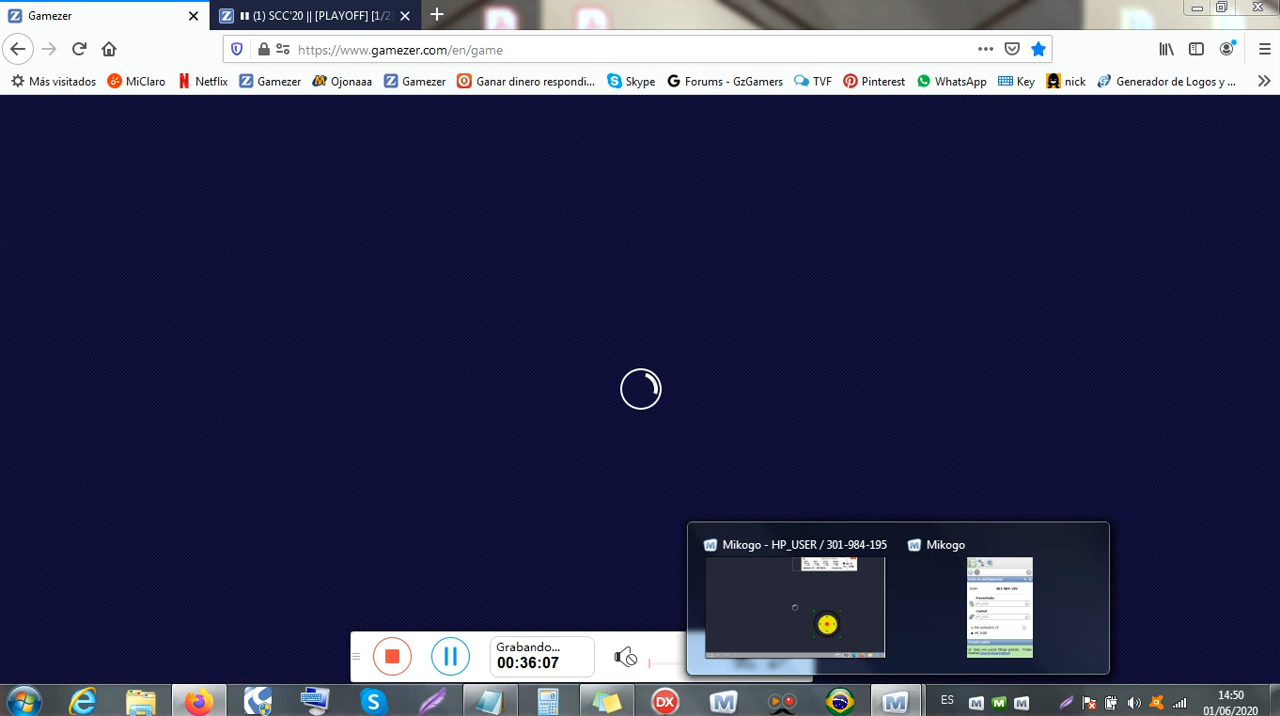 Gamezer
(1) SCC'20 || [PLAYOFF] [1/2]
https://www.gamezer.com/en/game
Más visitados MiClaro Netflix Gamezer Ojonaaa Gamezer Ganar dinero respondi... Skype Forums - GzGamers TVF Pinterest WhatsApp Key nick Generador de Logos y ...
Mikogo - HP_USER / 301-984-195 Mikogo
Grabando...
00:36:07
DX
ES
14:50
01/06/2020